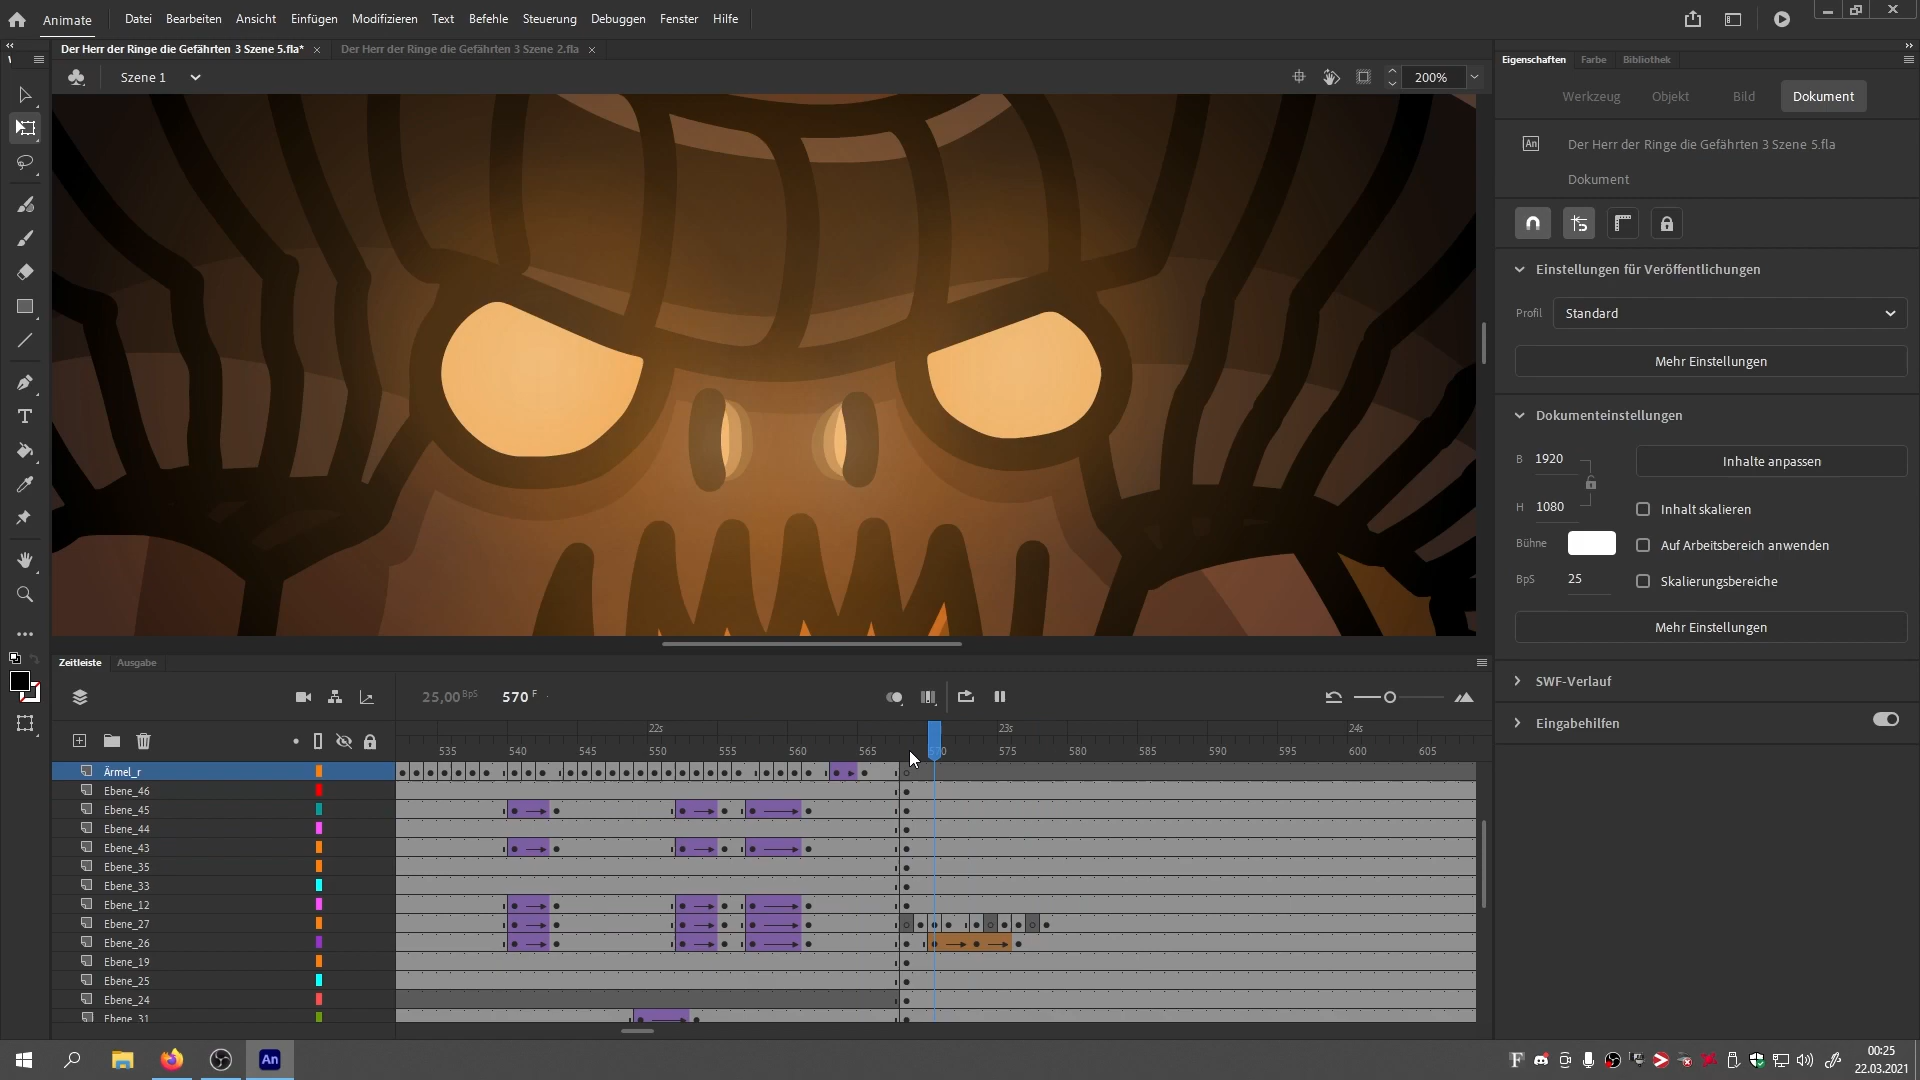 Animate
Datei Bearbeiten Ansicht Einfügen Modifizieren Text Befehle Steuerung Debuggen Fenster Hilfe
Der Herr der Ringe die Gefährten 3 Szene 5.fla* Der Herr der Ringe die Gefährten 3 Szene 2.fla
Szene 1
200%
Eigenschaften Farbe Bibliothek
Werkzeug Objekt Bild Dokument
An Der Herr der Ringe die Gefährten 3 Szene 5.fla
Dokument
Einstellungen für Veröffentlichungen
Profil Standard
Mehr Einstellungen
Dokumenteinstellungen
B 1920
Inhalte anpassen
H 1080
Inhalt skalieren
Bühne
Auf Arbeitsbereich anwenden
BpS 25
Skalierungsbereiche
Mehr Einstellungen
SWF-Verlauf
Eingabehilfen
Zeitleiste Ausgabe
25,00 BpS 570 F
22s 23s 24s
535 540 545 550 555 560 565 570 575 580 585 590 595 600 605
Ärmel_r
Ebene_46
Ebene_45
Ebene_44
Ebene_43
Ebene_35
Ebene_33
Ebene_12
Ebene_27
Ebene_26
Ebene_19
Ebene_25
Ebene_24
Ebene_31
An
00:25
22.03.2021